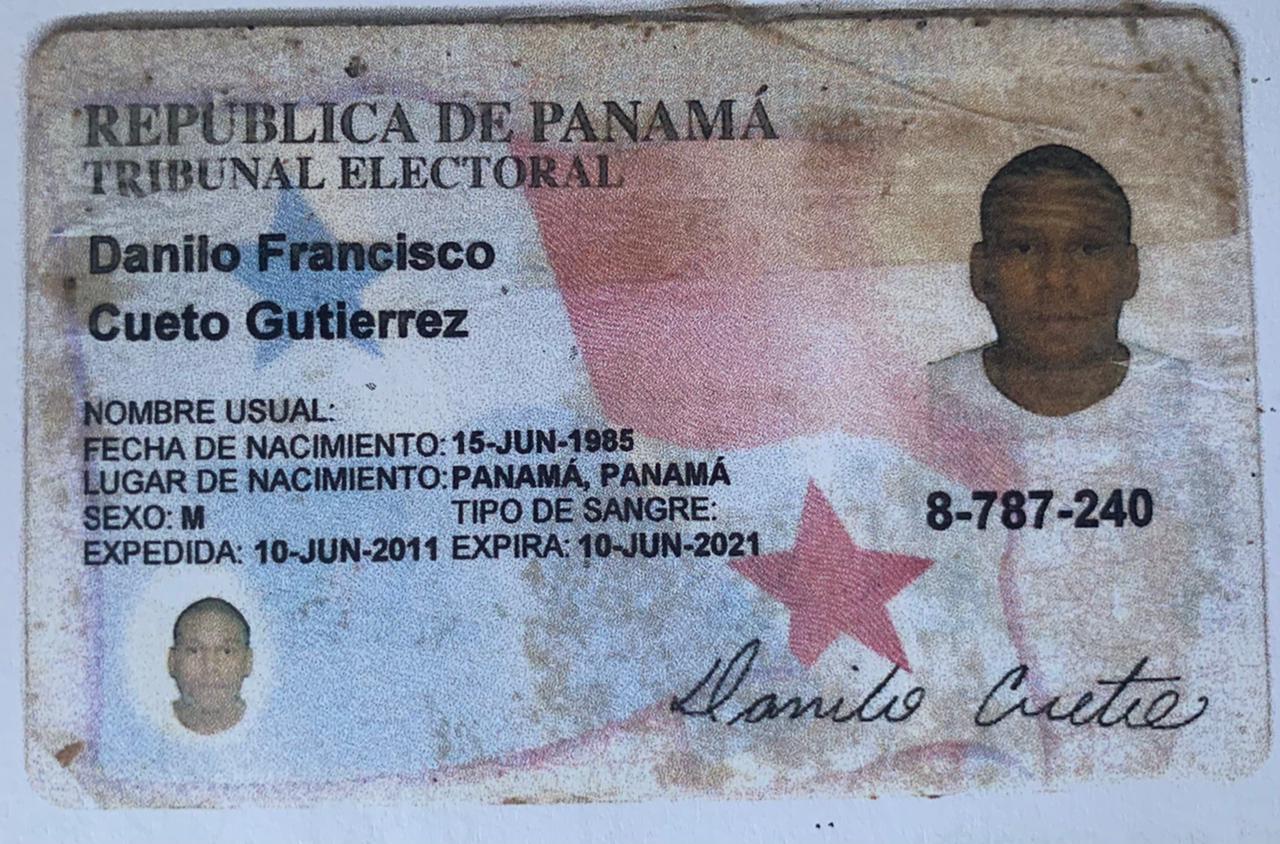 REPÚBLICA DE PANAMÁ
TRIBUNAL ELECTORAL
Danilo Francisco
Cueto Gutierrez
NOMBRE USUAL:
FECHA DE NACIMIENTO: 15-JUN-1985
LUGAR DE NACIMIENTO: PANAMÁ, PANAMÁ
SEXO: M TIPO DE SANGRE:
EXPEDIDA: 10-JUN-2011 EXPIRA: 10-JUN-2021
8-787-240
Danilo Cueto